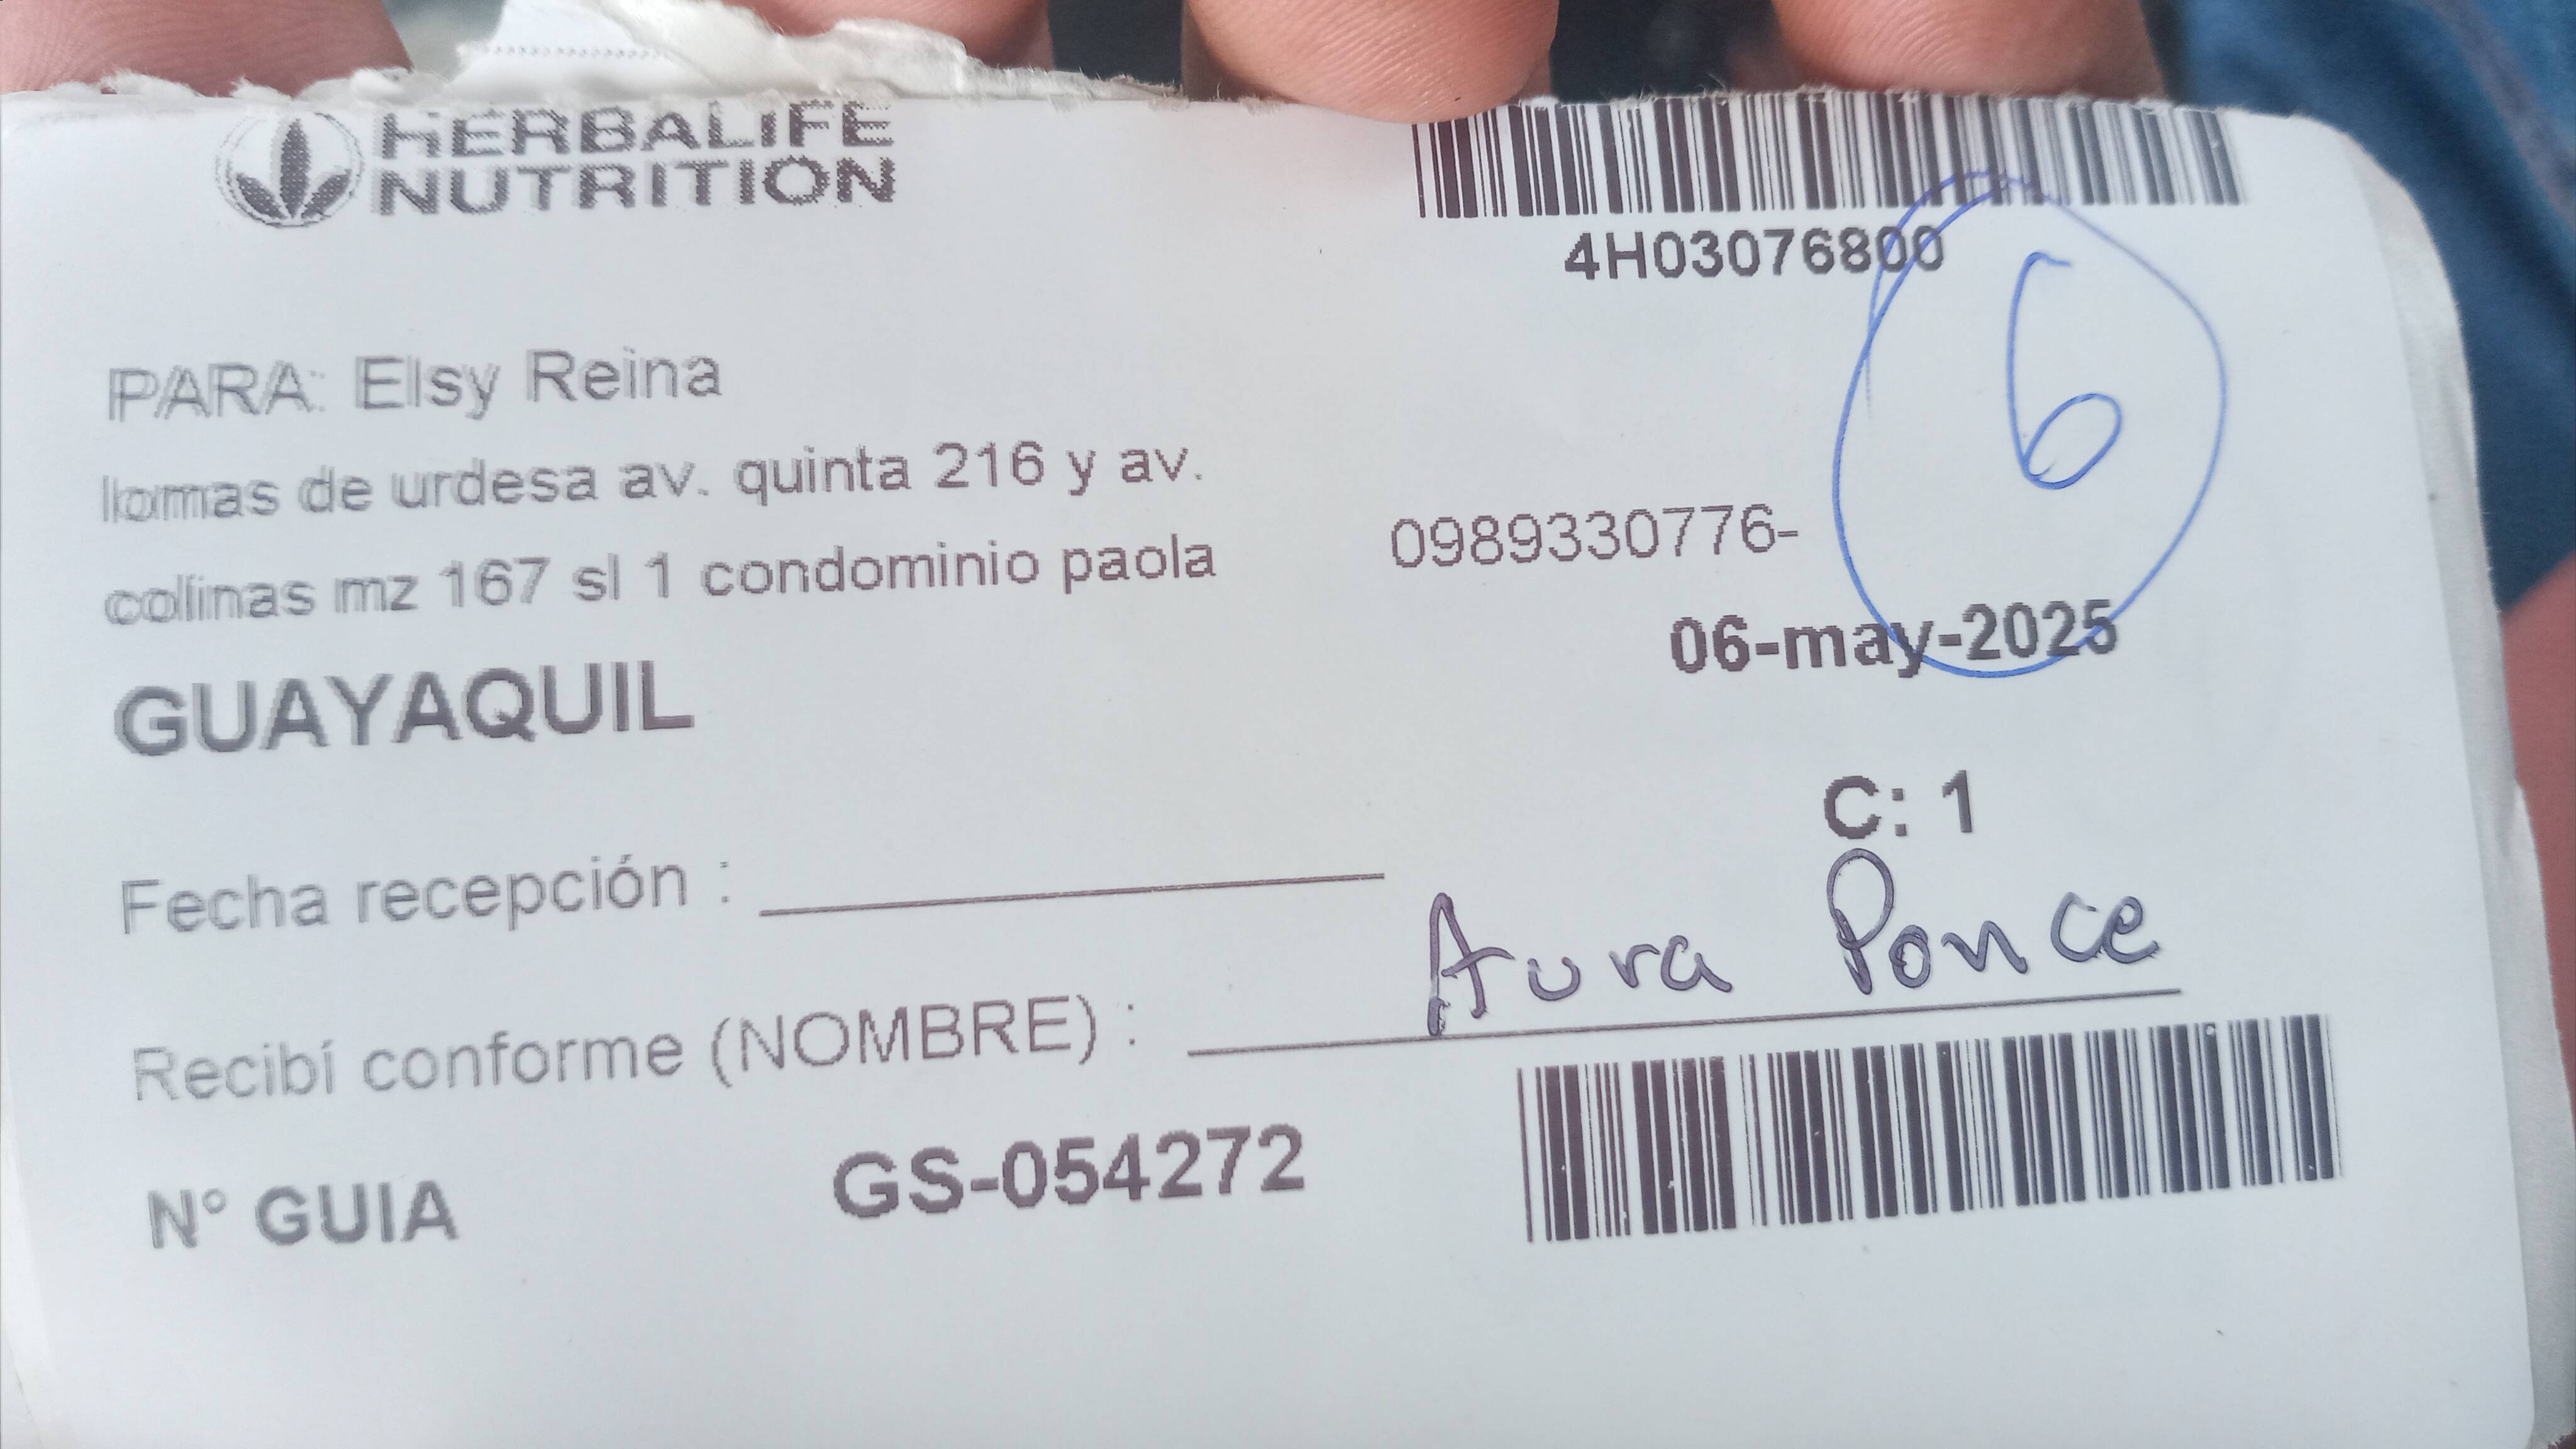 HERBALIFE
NUTRITION
4H03076800
6
PARA: Elsy Reina
lomas de urdesa av. quinta 216 y av.
colinas mz 167 sl 1 condominio paola
0989330776-
06-may-2025
GUAYAQUIL
C: 1
Fecha recepción :
Recibí conforme (NOMBRE) : Aura Ponce
N° GUIA GS-054272